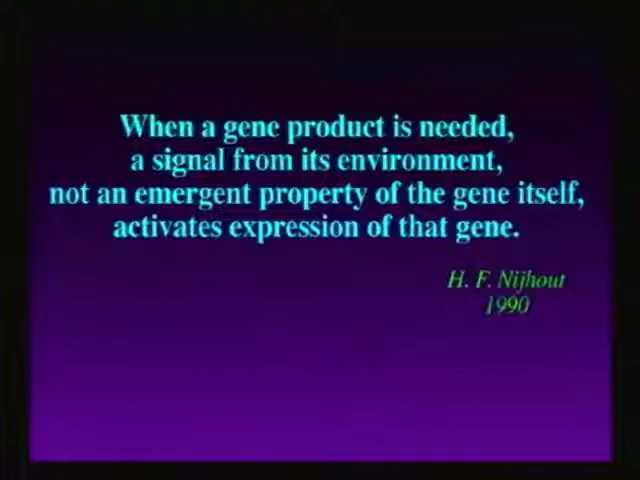 When a gene product is needed,
a signal from its environment,
not an emergent property of the gene itself,
activates expression of that gene.
H. F. Nijhout
1990